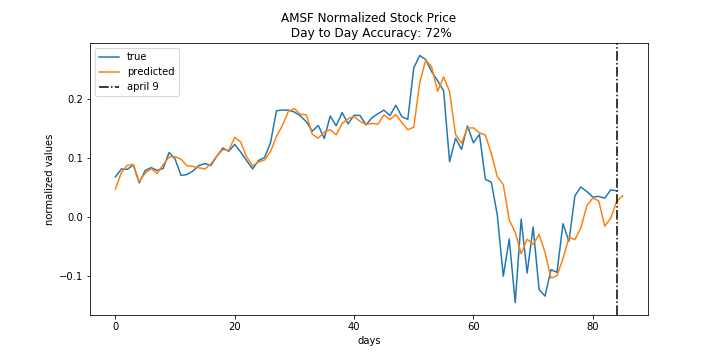 AMSF Normalized Stock Price
Day to Day Accuracy: 72%
true
predicted
april 9
normalized values
0.2
0.1
0.0
−0.1
0
20
40
60
80
days